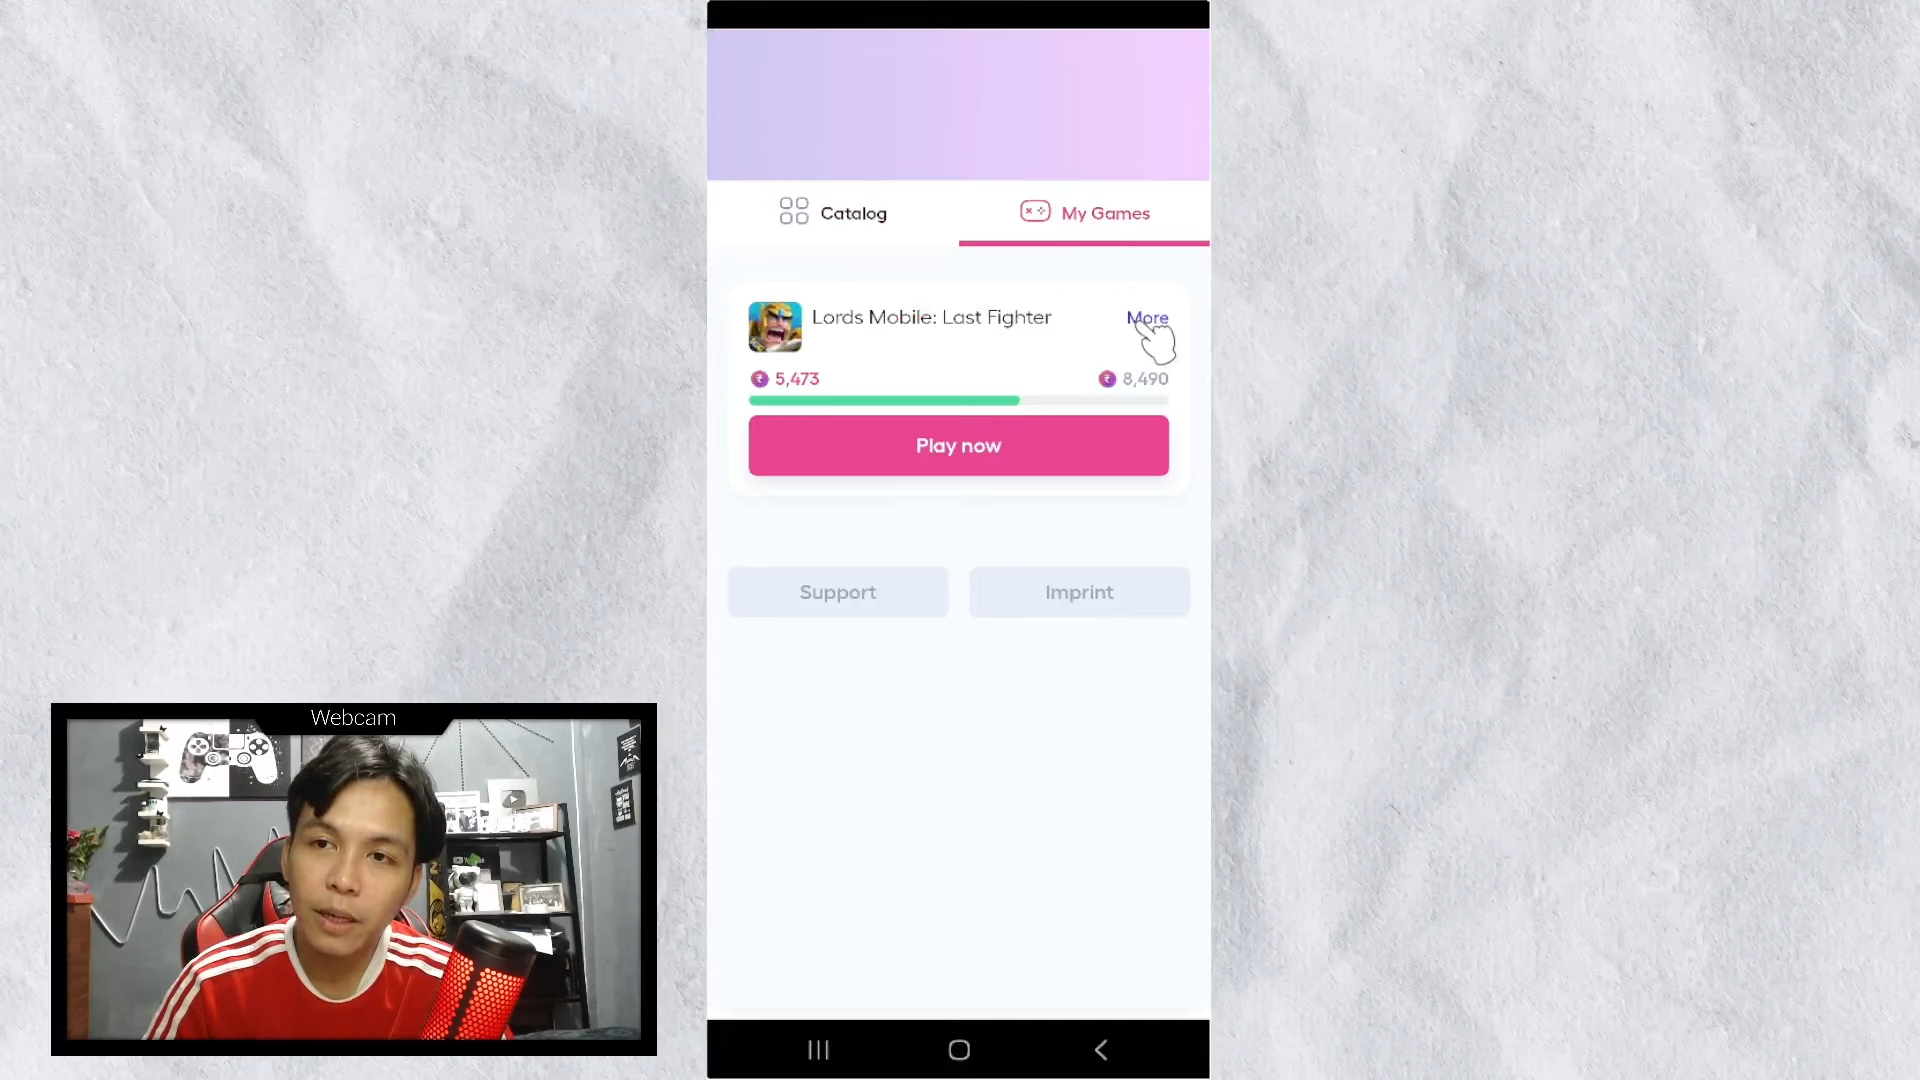 Catalog
My Games
Lords Mobile: Last Fighter
More
5,473
8,490
Play now
Support
Imprint
Webcam